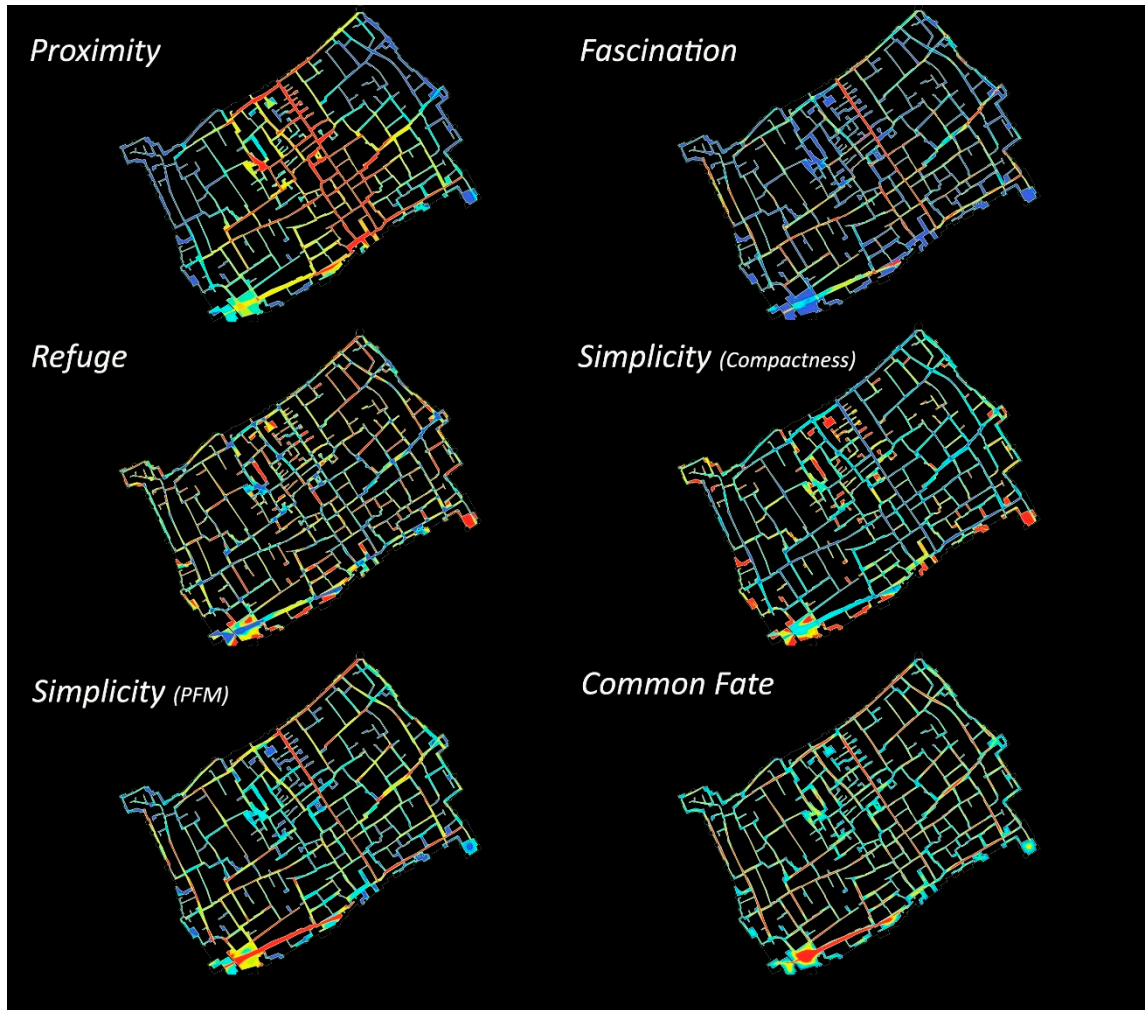 Proximity
Fascination
Refuge
Simplicity (Compactness)
Simplicity (PFM)
Common Fate